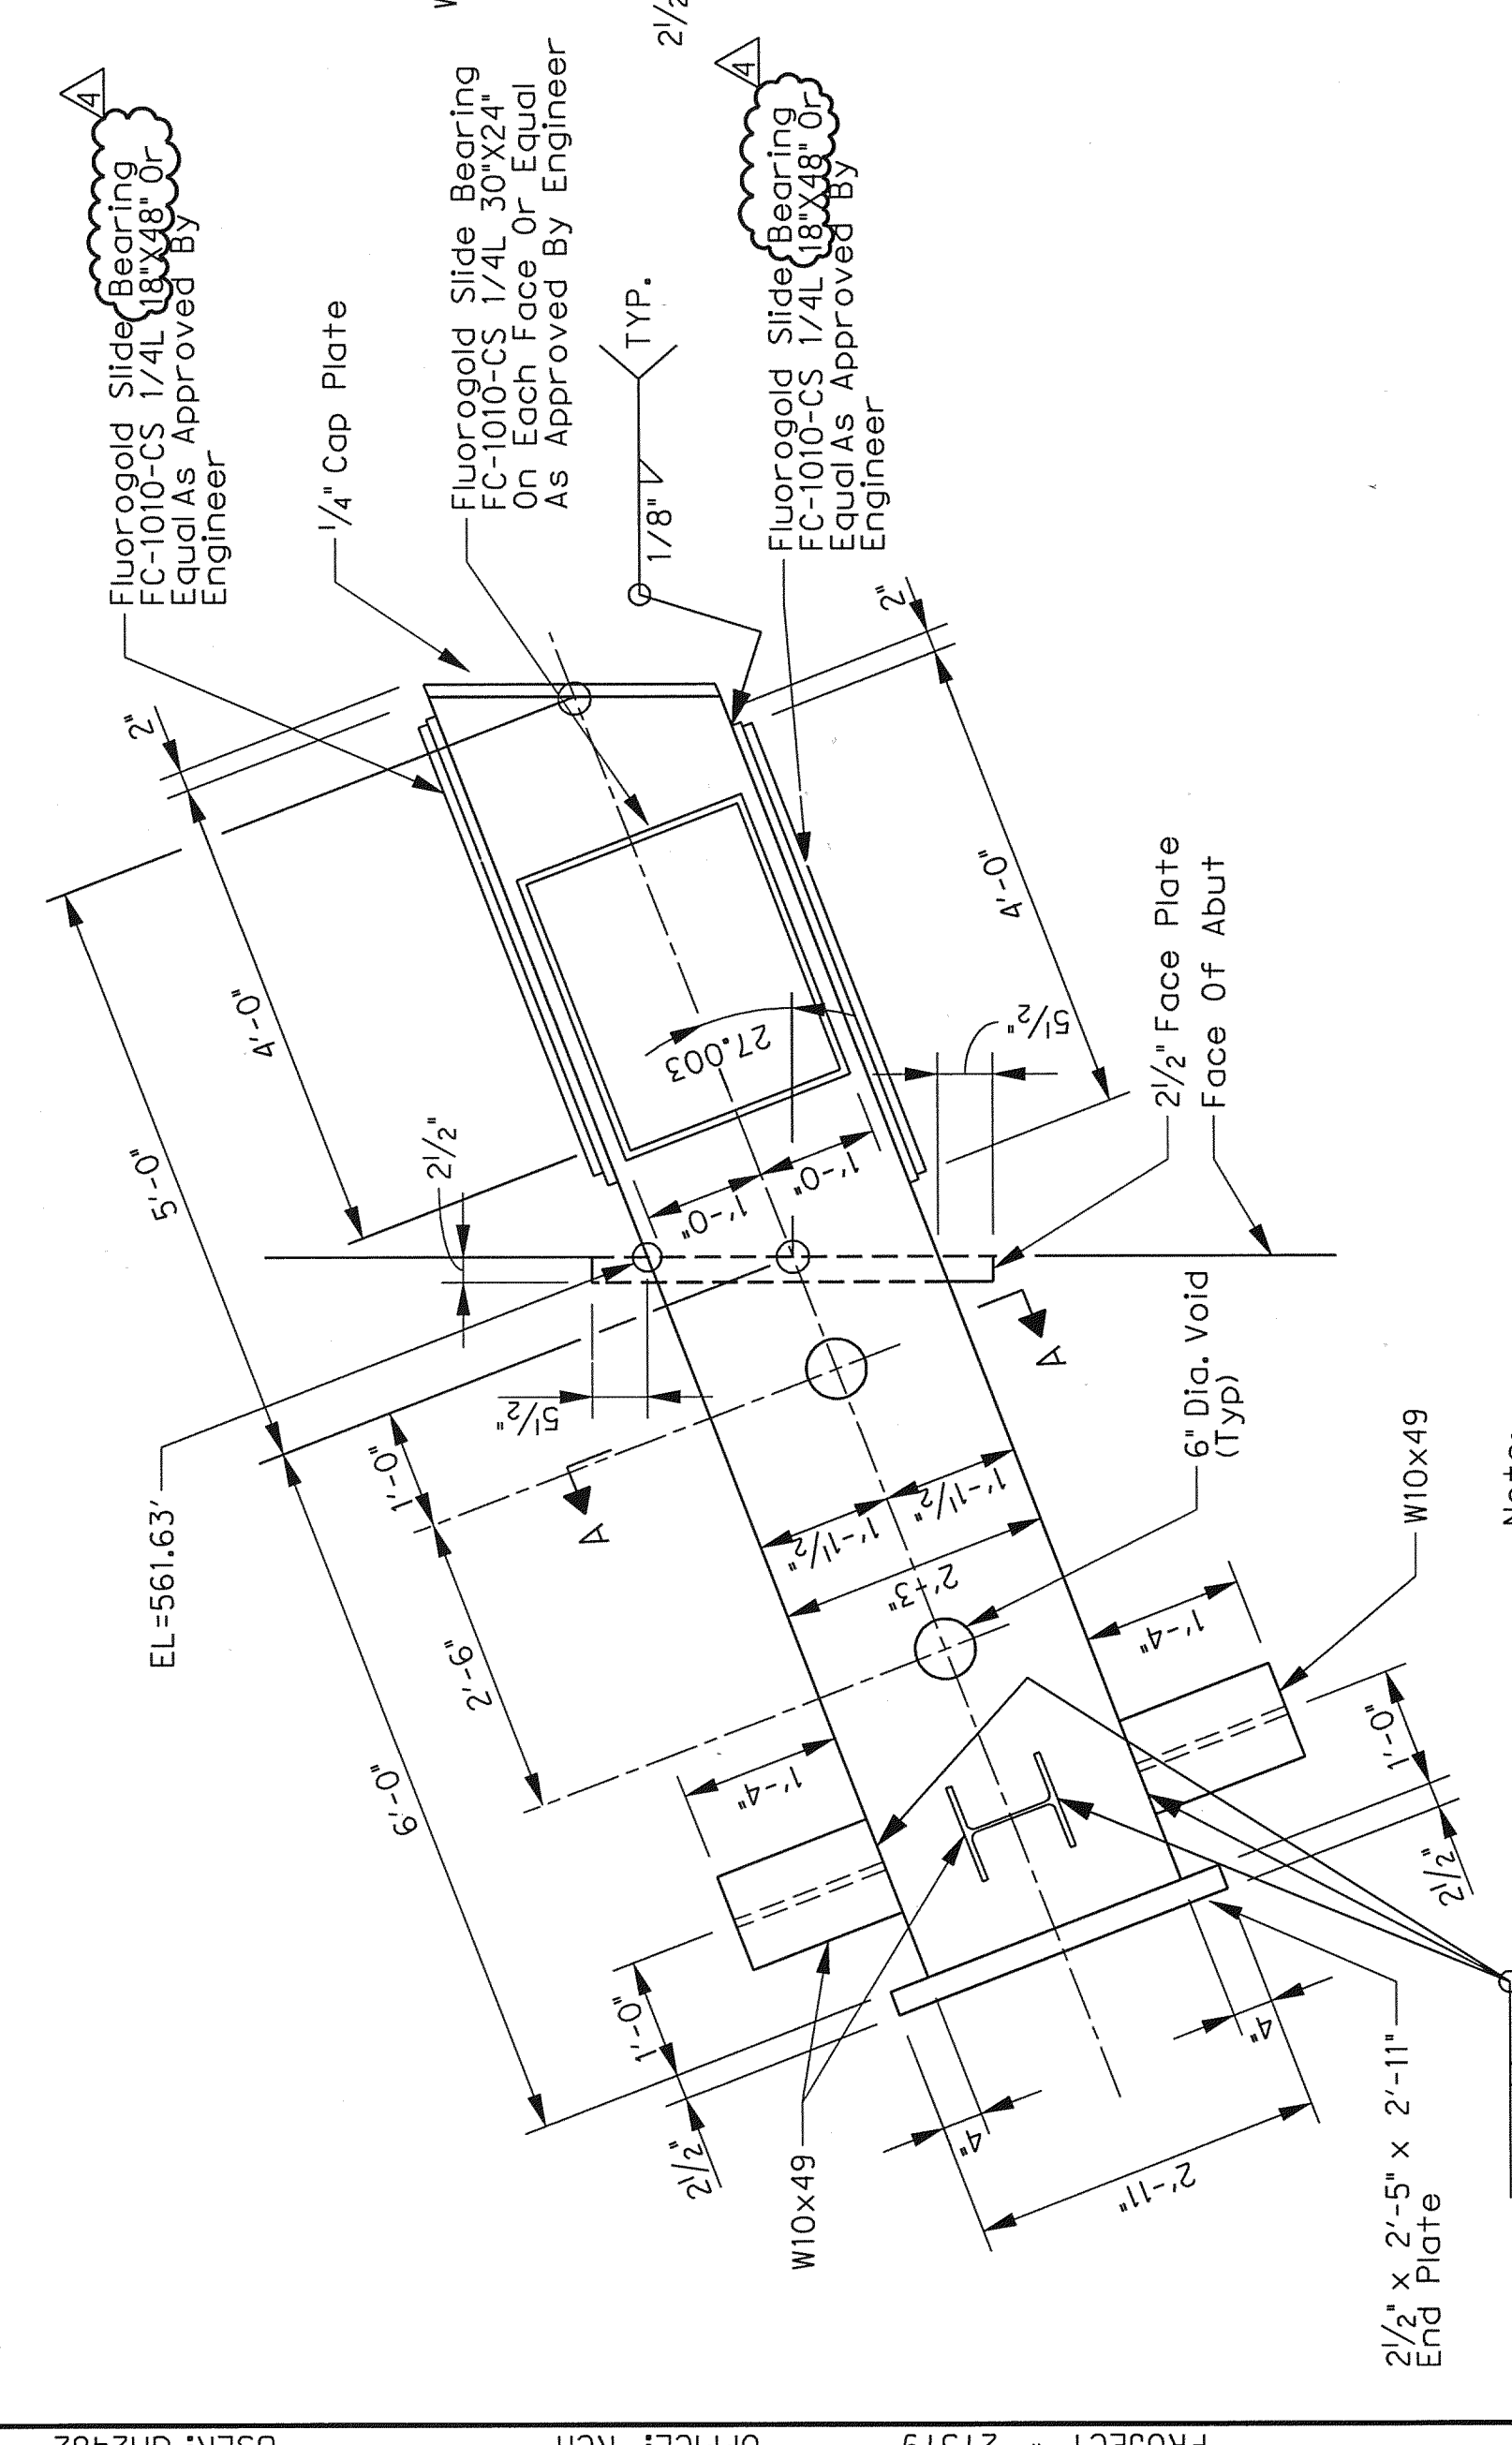 Fluorogold Slide Bearing
FC-1010-CS 1/4L 18"X48" Or
Equal As Approved By
Engineer
4
1/4" Cap Plate
Fluorogold Slide Bearing
FC-1010-CS 1/4L 30"X24"
On Each Face Or Equal
As Approved By Engineer
1/8"
TYP.
Fluorogold Slide Bearing
FC-1010-CS 1/4L 18"X48" Or
Equal As Approved By
Engineer
4
2 1/2
2"
4'-0"
5'-0"
2 1/2"
EL=561.63'
2"
4'-0"
27.003
5 1/2"
1'-0"
1'-0"
2 1/2" Face Plate
Face Of Abut
5 1/2"
A
A
1'-0"
2'-6"
6'-0"
1'-1 1/2"
1'-1 1/2"
2'-3"
6" Dia. Void
(Typ)
W10x49
1'-4"
1'-4"
1'-0"
2 1/2"
1'-0"
2 1/2"
W10x49
4"
4"
2'-11"
2 1/2" x 2'-5" x 2'-11"
End Plate
Note:
PROJECT